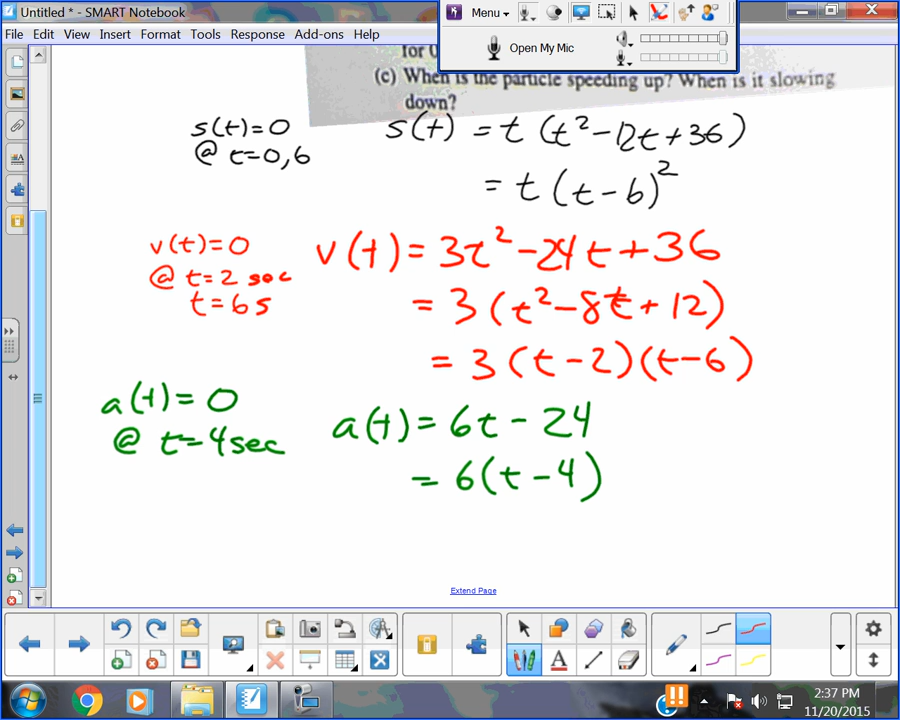 Untitled * - SMART Notebook
Menu
File Edit View Insert Format Tools Response Add-ons Help
Open My Mic
for
(c) When is the particle speeding up? When is it slowing
down?
s(t)=0
@ t=0,6
s(t) = t(t²-12t+36)
= t(t-6)²
v(t)=0
@ t=2 sec
t=6s
v(t)=3t²-24t+36
=3(t²-8t+12)
=3(t-2)(t-6)
a(t)=0
@ t=4sec
a(t)=6t-24
=6(t-4)
Extend Page
2:37 PM
11/20/2015